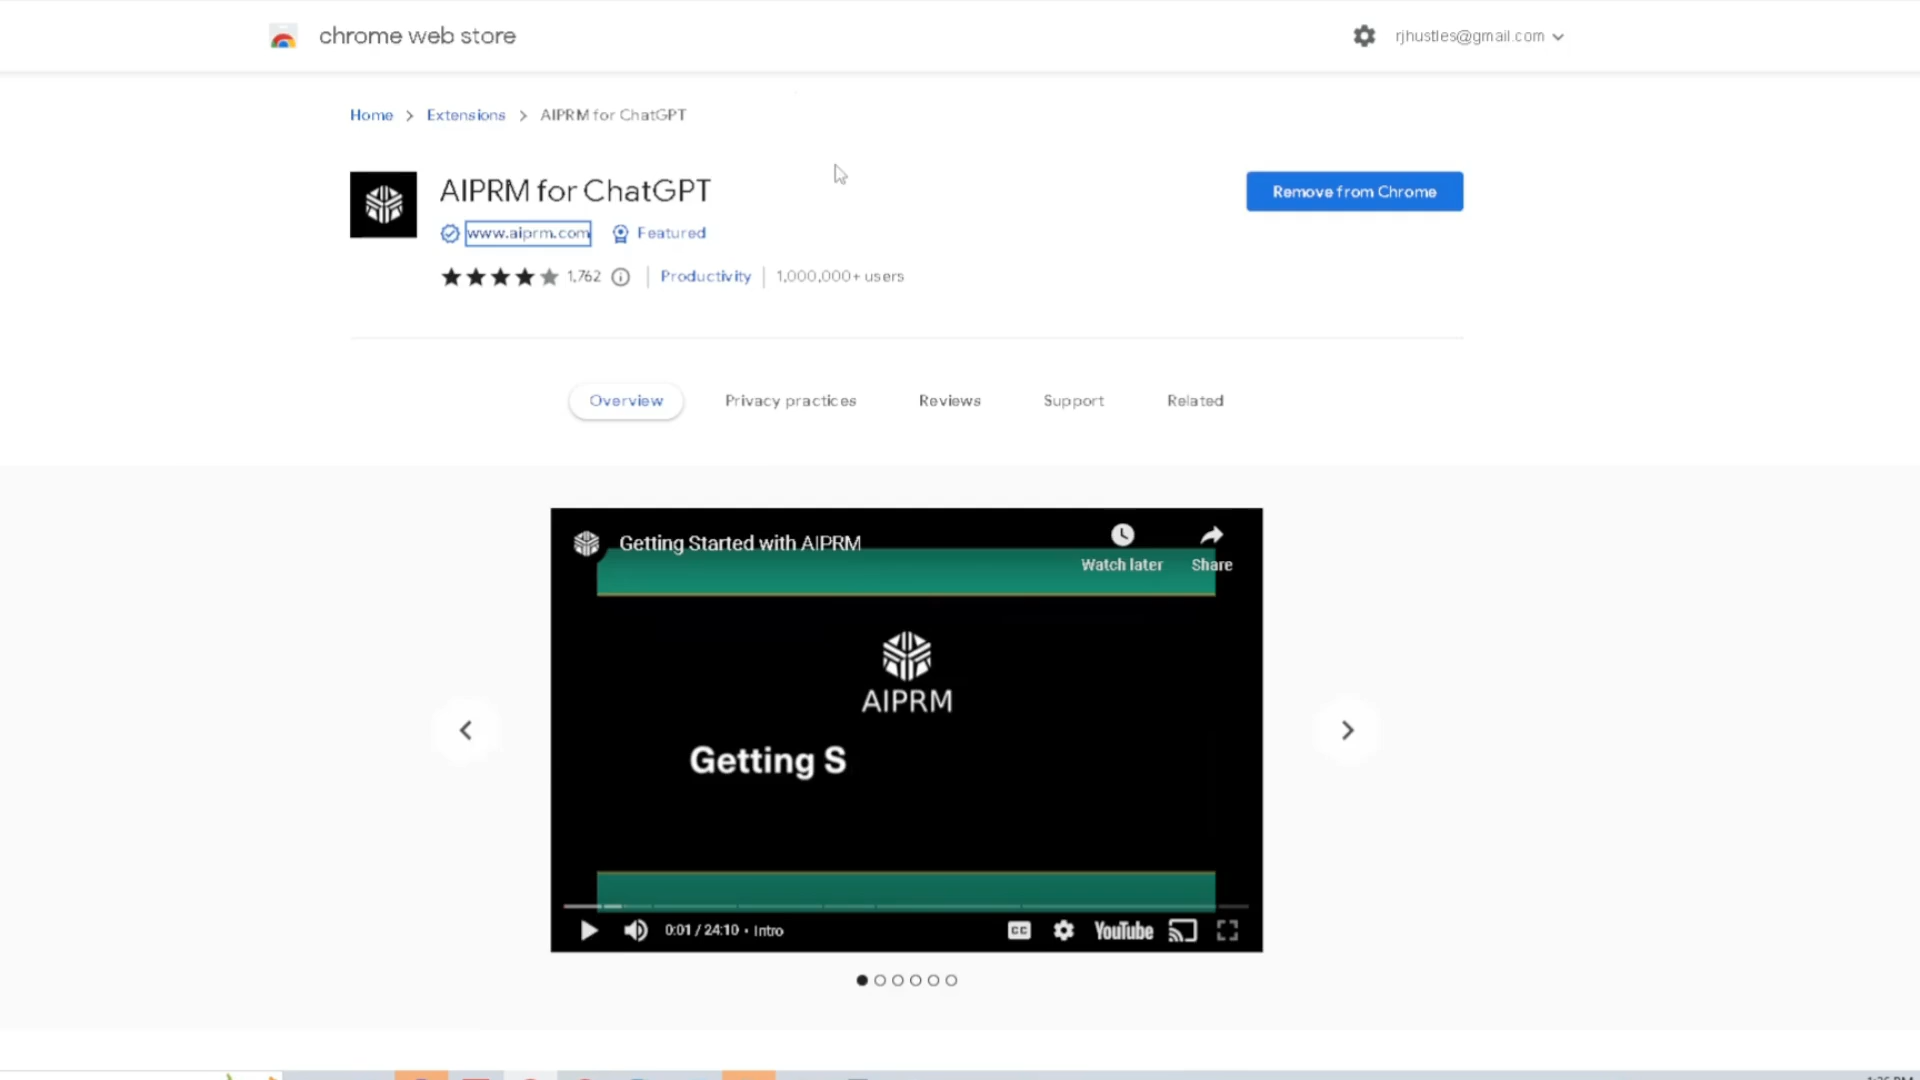 chrome web store
rjhustles@gmail.com
Home > Extensions > AIPRM for ChatGPT
AIPRM for ChatGPT
Remove from Chrome
www.aiprm.com Featured
1,762 Productivity 1,000,000+ users
Overview Privacy practices Reviews Support Related
Getting Started with AIPRM
Watch later Share
AIPRM
Getting S
0:01 / 24:10 • Intro
CC YouTube